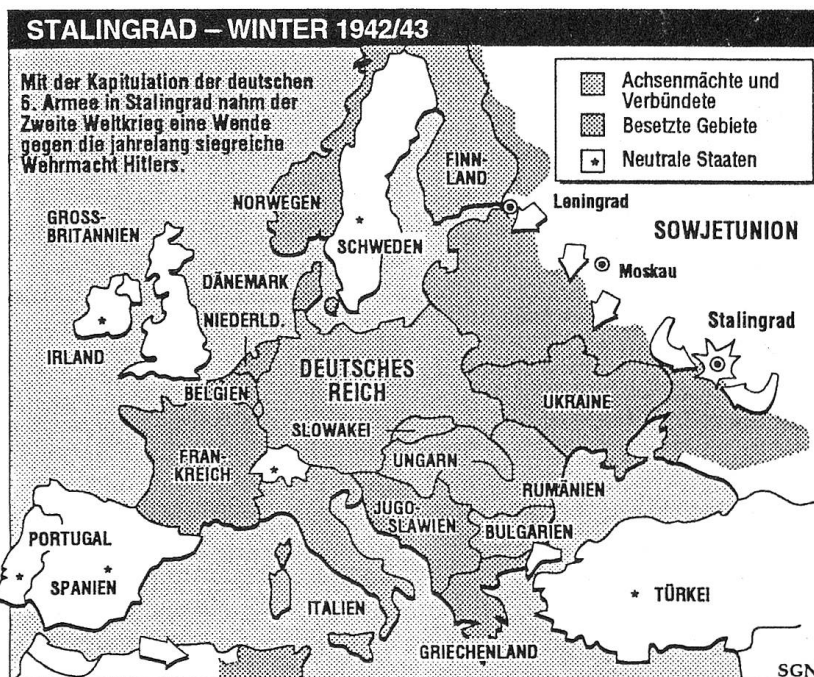 STALINGRAD – WINTER 1942/43
Mit der Kapitulation der deutschen
6. Armee in Stalingrad nahm der
Zweite Weltkrieg eine Wende
gegen die jahrelang siegreiche
Wehrmacht Hitlers.
Achsenmächte und
Verbündete
Besetzte Gebiete
Neutrale Staaten
FINN-
LAND
NORWEGEN
Leningrad
GROSS-
BRITANNIEN
SCHWEDEN
SOWJETUNION
Moskau
DÄNEMARK
NIEDERLD.
Stalingrad
IRLAND
DEUTSCHES
REICH
BELGIEN
UKRAINE
SLOWAKEI
FRAN-
KREICH
UNGARN
RUMÄNIEN
JUGO-
SLAWIEN
BULGARIEN
PORTUGAL
SPANIEN
ITALIEN
TÜRKEI
GRIECHENLAND
SGN